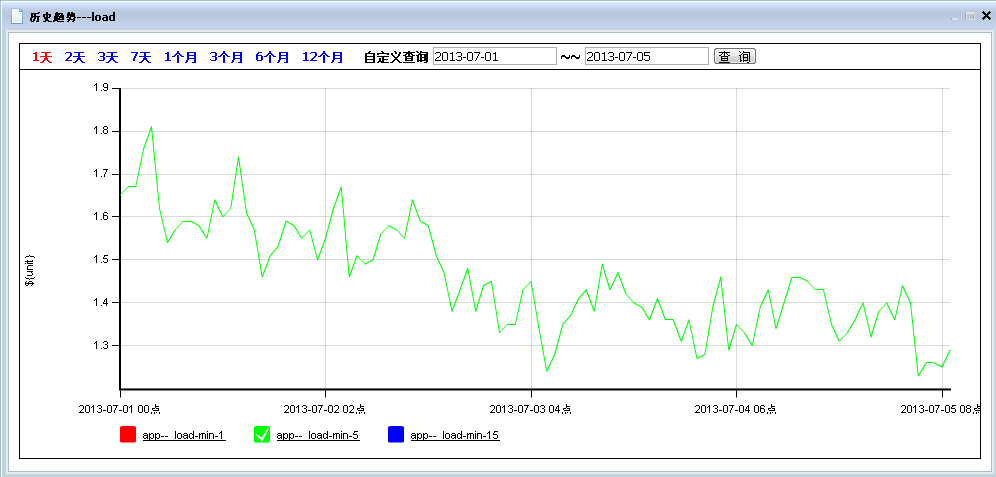 历史趋势---load
1天 2天 3天 7天 1个月 3个月 6个月 12个月 自定义查询 2013-07-01 ~~ 2013-07-05 查 询
1.9
1.8
1.7
1.6
1.5
1.4
1.3
${unit}
2013-07-01 00点 2013-07-02 02点 2013-07-03 04点 2013-07-04 06点 2013-07-05 08点
app-- load-min-1 app-- load-min-5 app-- load-min-15